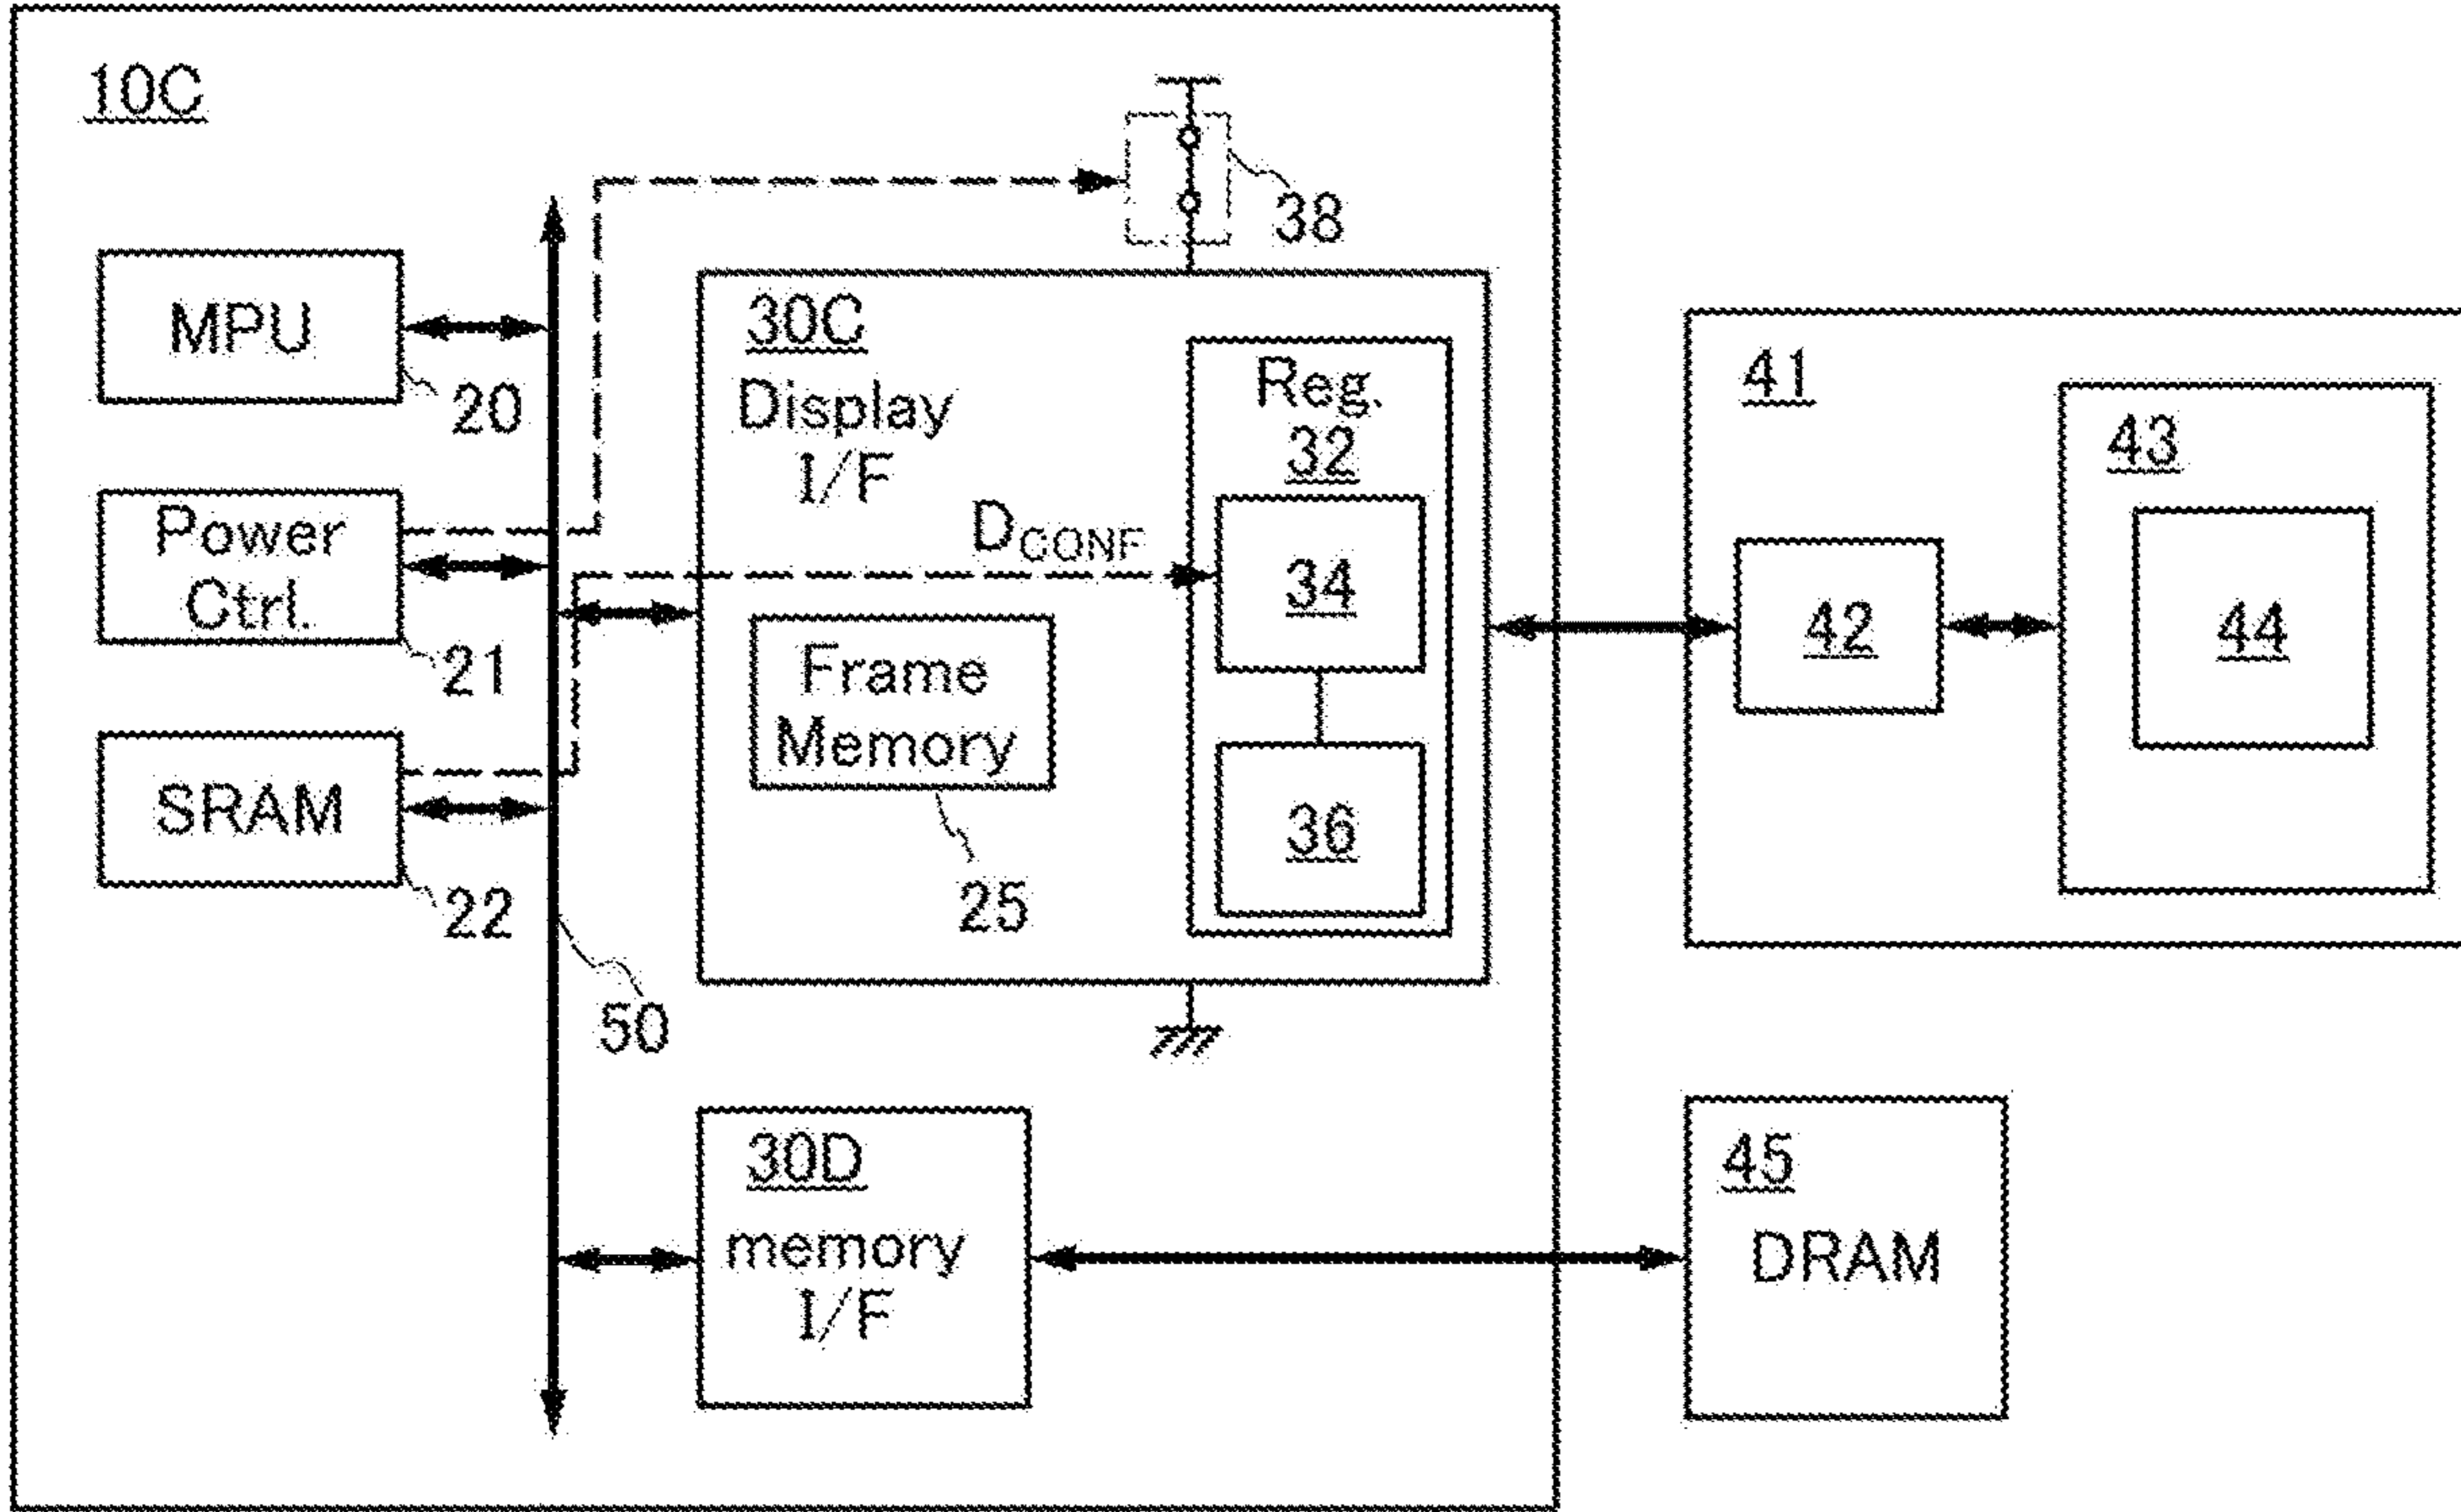 10C
38
MPU
20
Power
Ctrl.
21
SRAM
22
50
30C
Display
I/F
D_CONF
Frame
Memory
25
Reg.
32
34
36
30D
memory
I/F
41
42
43
44
45
DRAM